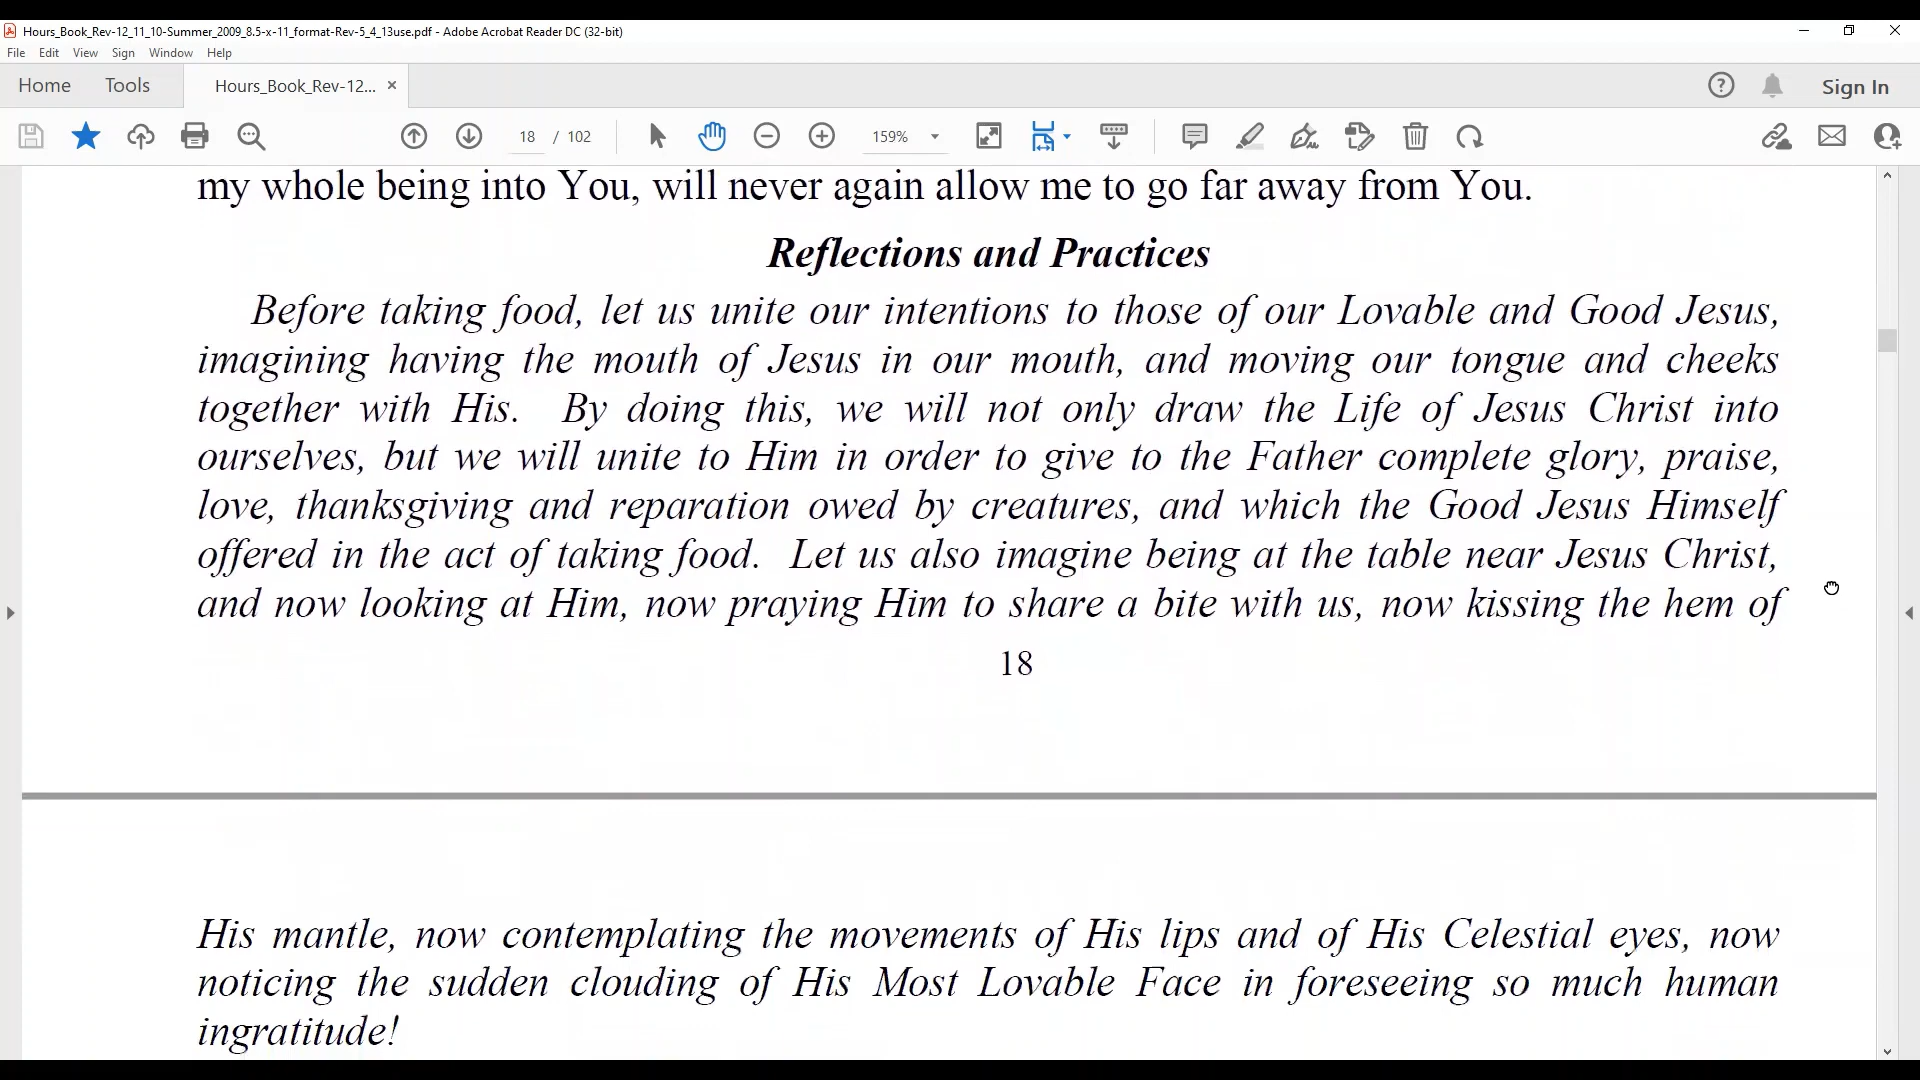 Hours_Book_Rev-12_11_10-Summer_2009_8.5-x-11_format-Rev-5_4_13use.pdf - Adobe Acrobat Reader DC (32-bit)
File Edit View Sign Window Help
Home Tools Hours_Book_Rev-12... × Sign In
18 / 102 159%
my whole being into You, will never again allow me to go far away from You.
Reflections and Practices
Before taking food, let us unite our intentions to those of our Lovable and Good Jesus,
imagining having the mouth of Jesus in our mouth, and moving our tongue and cheeks
together with His. By doing this, we will not only draw the Life of Jesus Christ into
ourselves, but we will unite to Him in order to give to the Father complete glory, praise,
love, thanksgiving and reparation owed by creatures, and which the Good Jesus Himself
offered in the act of taking food. Let us also imagine being at the table near Jesus Christ,
and now looking at Him, now praying Him to share a bite with us, now kissing the hem of
18
His mantle, now contemplating the movements of His lips and of His Celestial eyes, now
noticing the sudden clouding of His Most Lovable Face in foreseeing so much human
ingratitude!